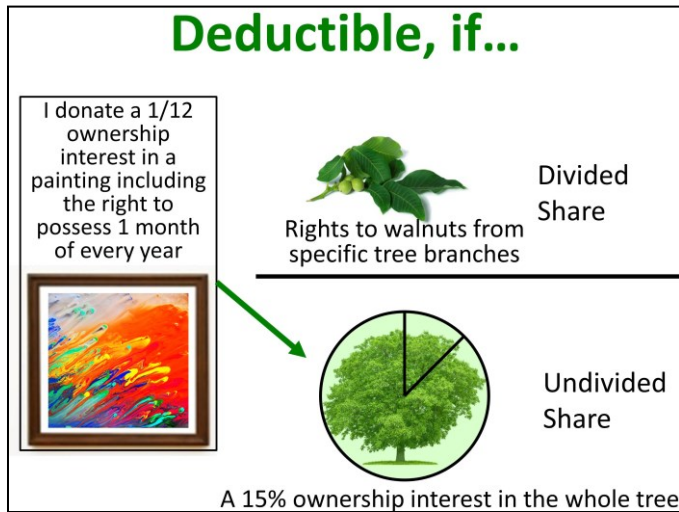 Deductible, if...
I donate a 1/12
ownership
interest in a
painting including
the right to
possess 1 month
of every year
Rights to walnuts from
specific tree branches
Divided
Share
Undivided
Share
A 15% ownership interest in the whole tree